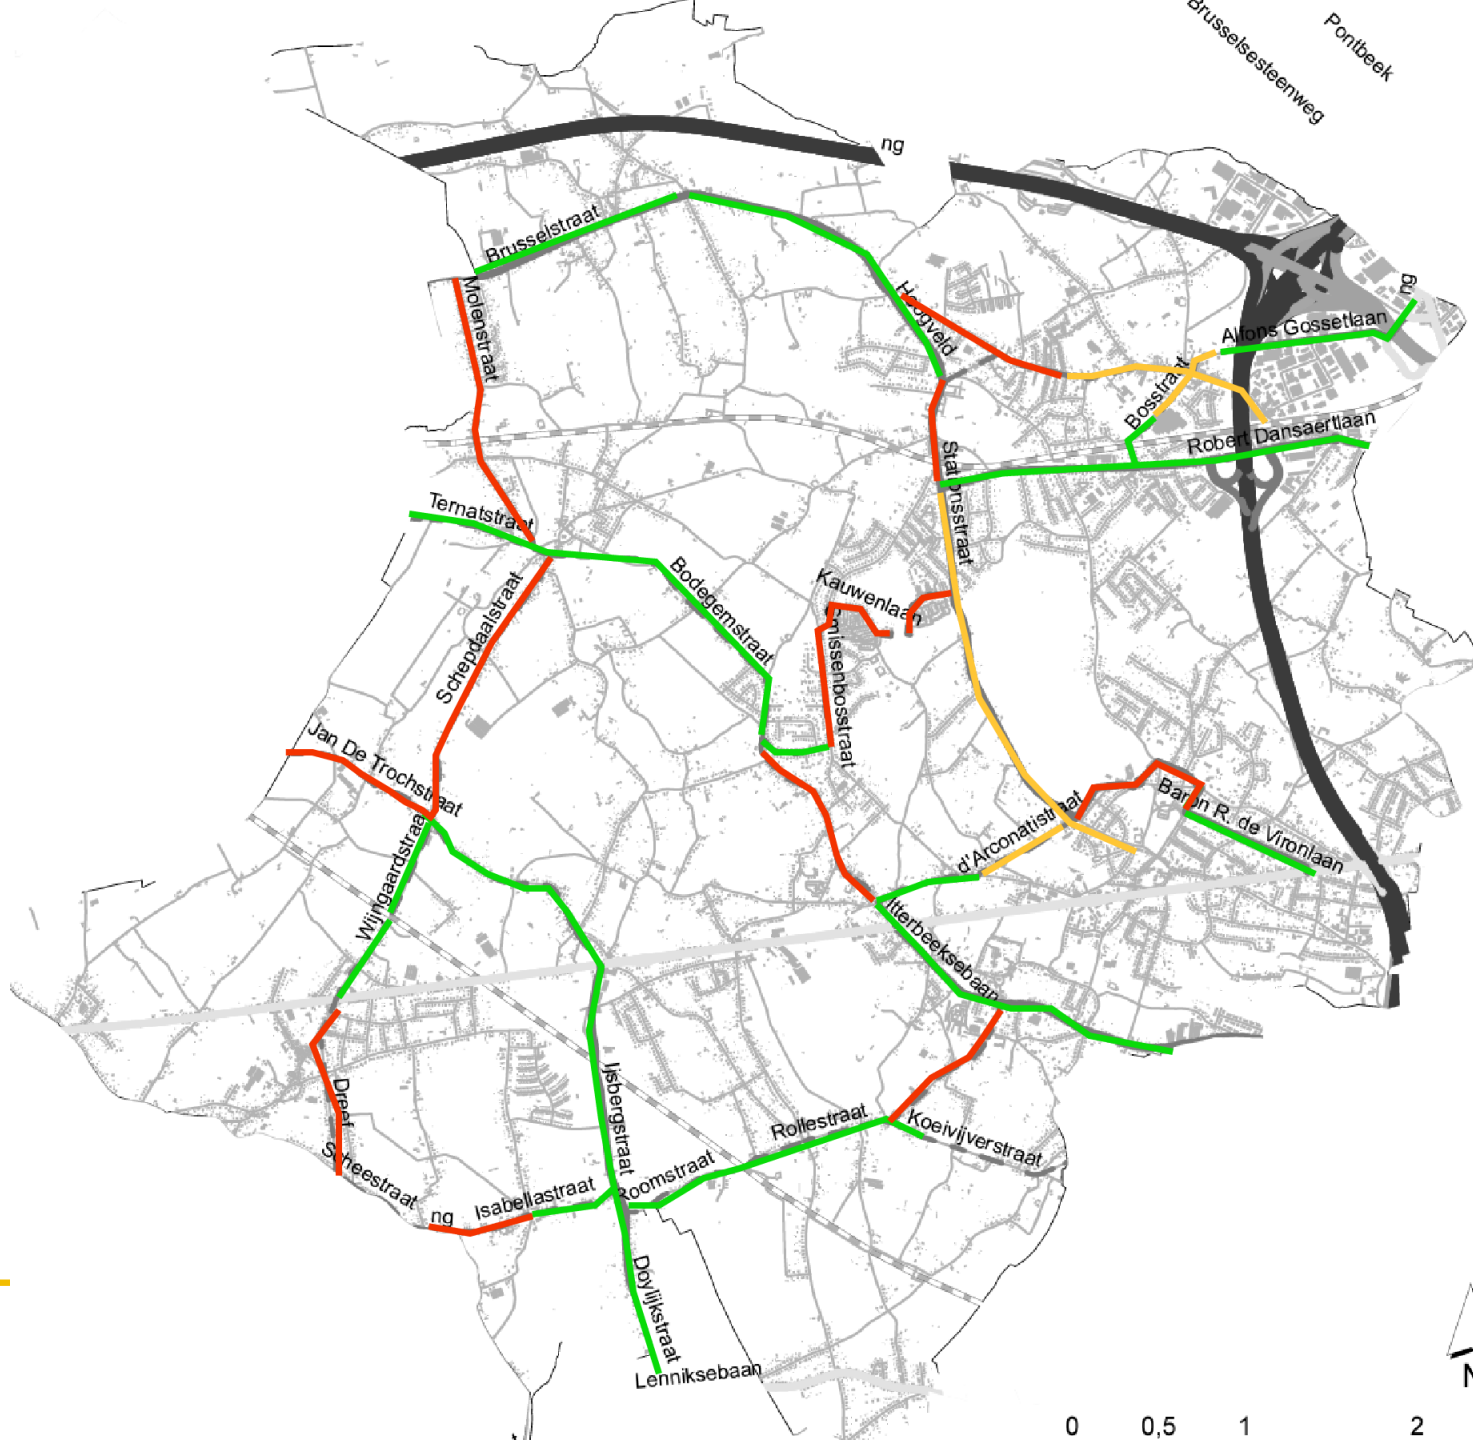 Brusselsesteenweg
Pontbeek
ng
Brusselstraat
Molenstraat
Hoogveld
ng
Alfons Gossetlaan
Bosstraat
Robert Dansaertlaan
Stationsstraat
Ternatstraat
Bodegemstraat
Kauwenlaan
Smissenbosstraat
Schepdaalstraat
Jan De Trochstraat
Baron R. de Vironlaan
d'Arconatistraat
Wijngaardstraat
Itterbeeksebaan
Ijsbergstraat
Dreef
Rollestraat
Koeivijverstraat
Scheestraat
Roomstraat
Isabellastraat
ng
Doylijkstraat
Lenniksebaan
N
0 0,5 1 2